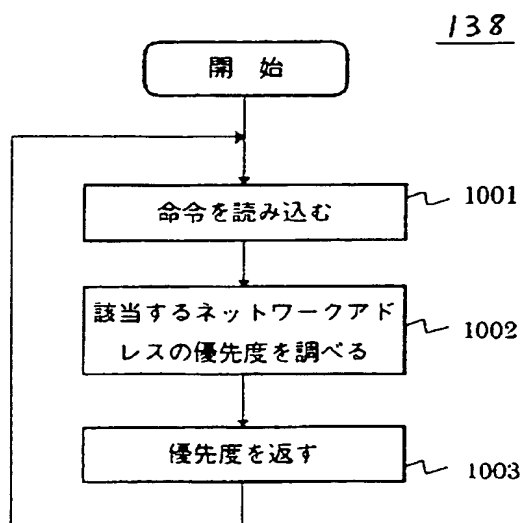 138
開 始
命令を読み込む
1001
該当するネットワークアド
レスの優先度を調べる
1002
優先度を返す
1003